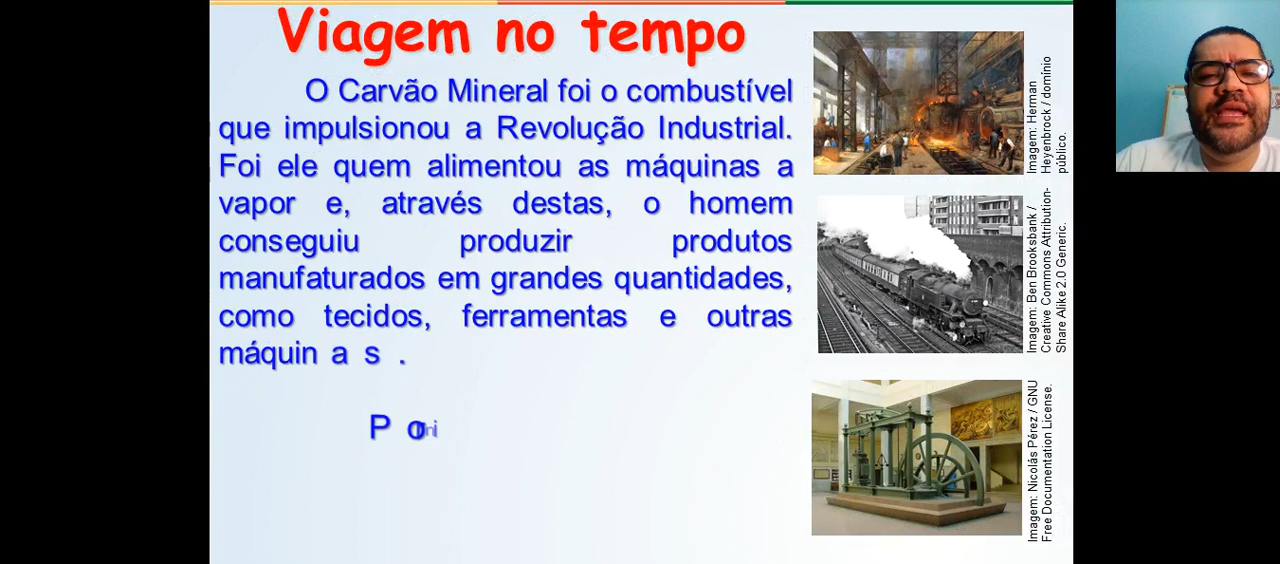 Viagem no tempo
O Carvão Mineral foi o combustível
que impulsionou a Revolução Industrial.
Foi ele quem alimentou as máquinas a
vapor e, através destas, o homem
conseguiu produzir produtos
manufaturados em grandes quantidades,
como tecidos, ferramentas e outras
máquin a s .
Imagem: Herman
Heyenbrock / domínio
público.
Imagem: Ben Brooksbank /
Creative Commons Attribution-
Share Alike 2.0 Generic.
Imagem: Nicolás Pérez / GNU
Free Documentation License.